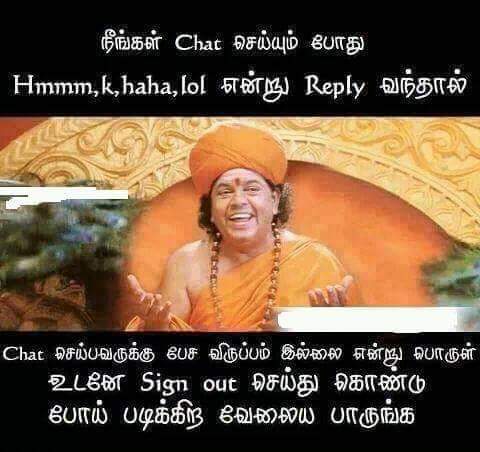 நீங்கள் Chat செய்யும் போது
Hmmm,k,haha,lol என்று Reply வந்தால்
Chat செய்பவருக்கு பேச விருப்பம் இல்லை என்று பொருள்
உடனே Sign out செய்து கொண்டு
போய் படிக்கிற வேலைய பாருங்க